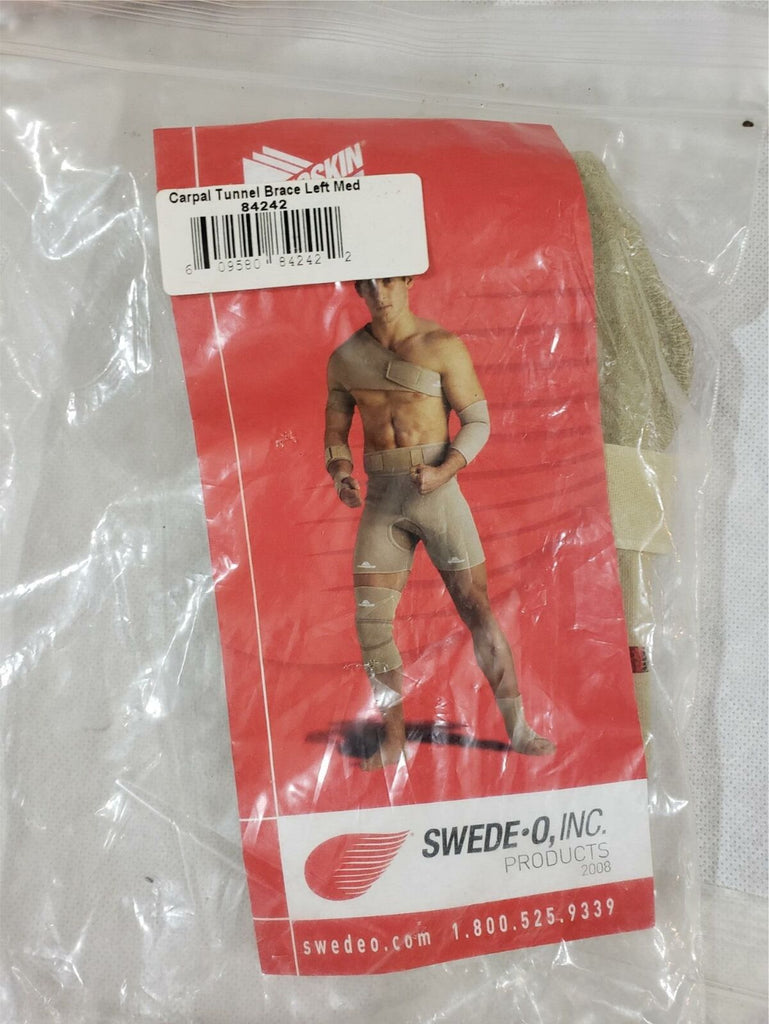 Carpal Tunnel Brace Left Med
84242
6 09580 84242 2
SWEDE•O, INC.
PRODUCTS
2008
swedeo.com 1.800.525.9339